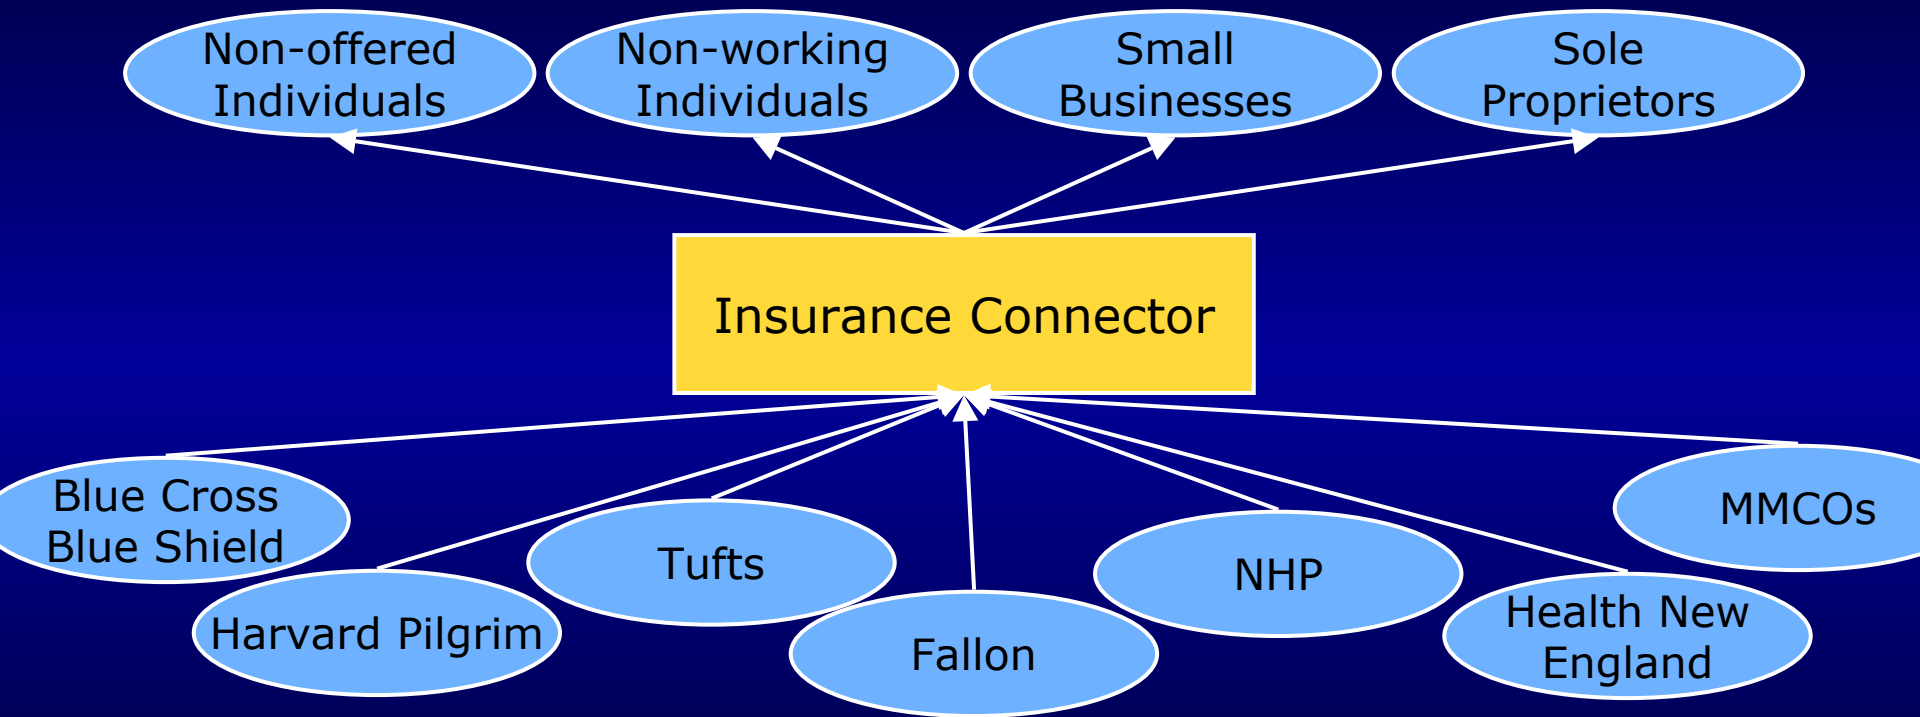 Non-offered
Individuals
Non-working
Individuals
Small
Businesses
Sole
Proprietors
Insurance Connector
Blue Cross
Blue Shield
Harvard Pilgrim
Tufts
Fallon
NHP
Health New
England
MMCOs